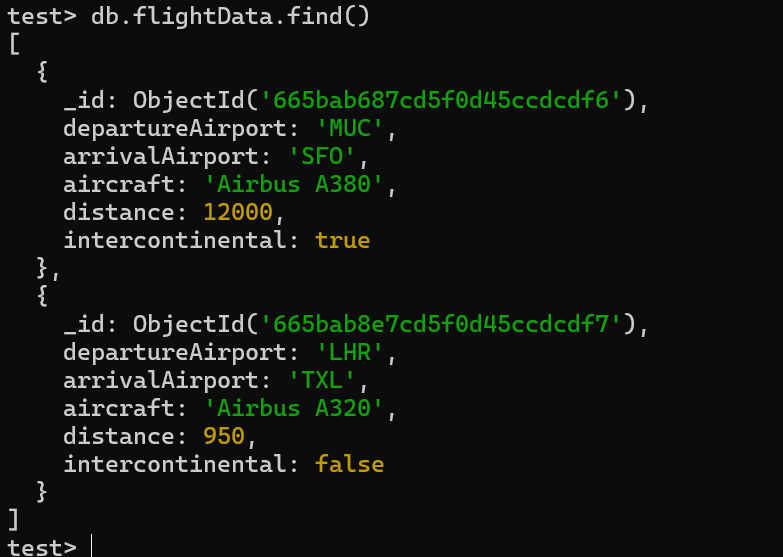 test> db.flightData.find()
[
  {
    _id: ObjectId('665bab687cd5f0d45ccdcdf6'),
    departureAirport: 'MUC',
    arrivalAirport: 'SFO',
    aircraft: 'Airbus A380',
    distance: 12000,
    intercontinental: true
  },
  {
    _id: ObjectId('665bab8e7cd5f0d45ccdcdf7'),
    departureAirport: 'LHR',
    arrivalAirport: 'TXL',
    aircraft: 'Airbus A320',
    distance: 950,
    intercontinental: false
  }
]
test>